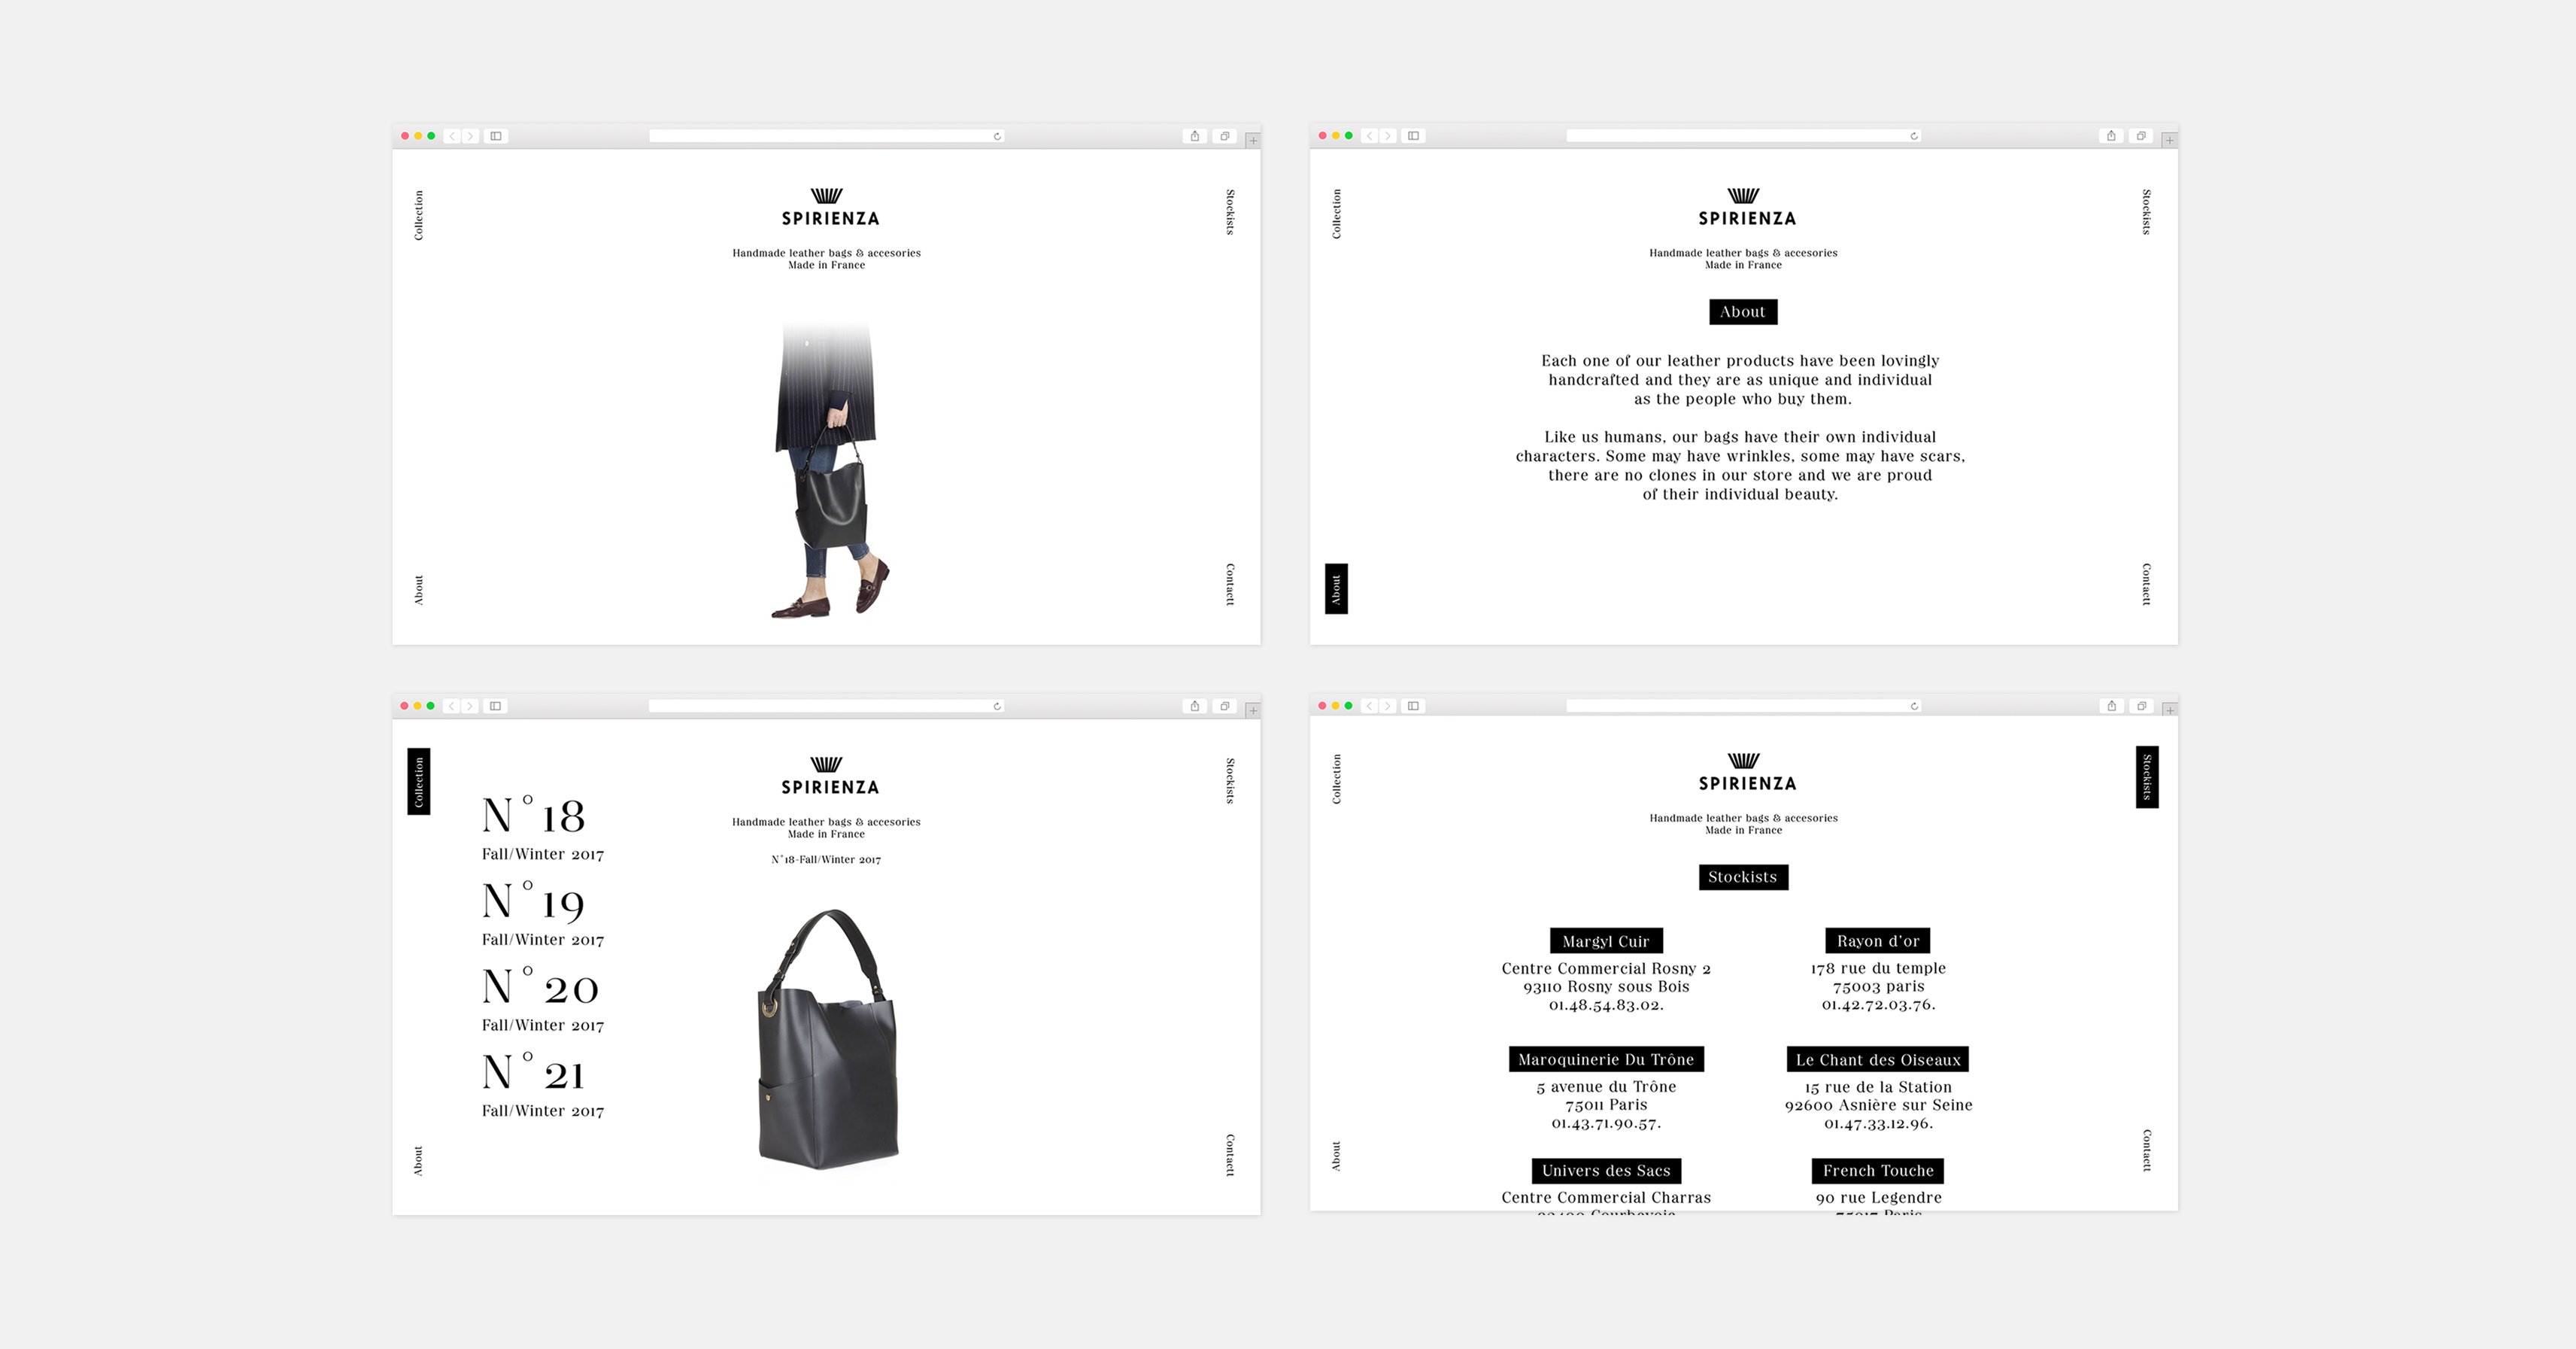 Collection
Stockists
SPIRIENZA
Handmade leather bags & accesories
Made in France
About
Contactt
Collection
Stockists
SPIRIENZA
Handmade leather bags & accesories
Made in France
About
Each one of our leather products have been lovingly
handcrafted and they are as unique and individual
as the people who buy them.
Like us humans, our bags have their own individual
characters. Some may have wrinkles, some may have scars,
there are no clones in our store and we are proud
of their individual beauty.
About
Contactt
Collection
Stockists
SPIRIENZA
Handmade leather bags & accesories
Made in France
N°18-Fall/Winter 2017
N°18
Fall/Winter 2017
N°19
Fall/Winter 2017
N°20
Fall/Winter 2017
N°21
Fall/Winter 2017
About
Contactt
Collection
Stockists
SPIRIENZA
Handmade leather bags & accesories
Made in France
Stockists
Margyl Cuir
Centre Commercial Rosny 2
93110 Rosny sous Bois
01.48.54.83.02.
Rayon d'or
178 rue du temple
75003 paris
01.42.72.03.76.
Maroquinerie Du Trône
5 avenue du Trône
75011 Paris
01.43.71.90.57.
Le Chant des Oiseaux
15 rue de la Station
92600 Asnière sur Seine
01.47.33.12.96.
Univers des Sacs
Centre Commercial Charras
French Touche
90 rue Legendre
About
Contactt